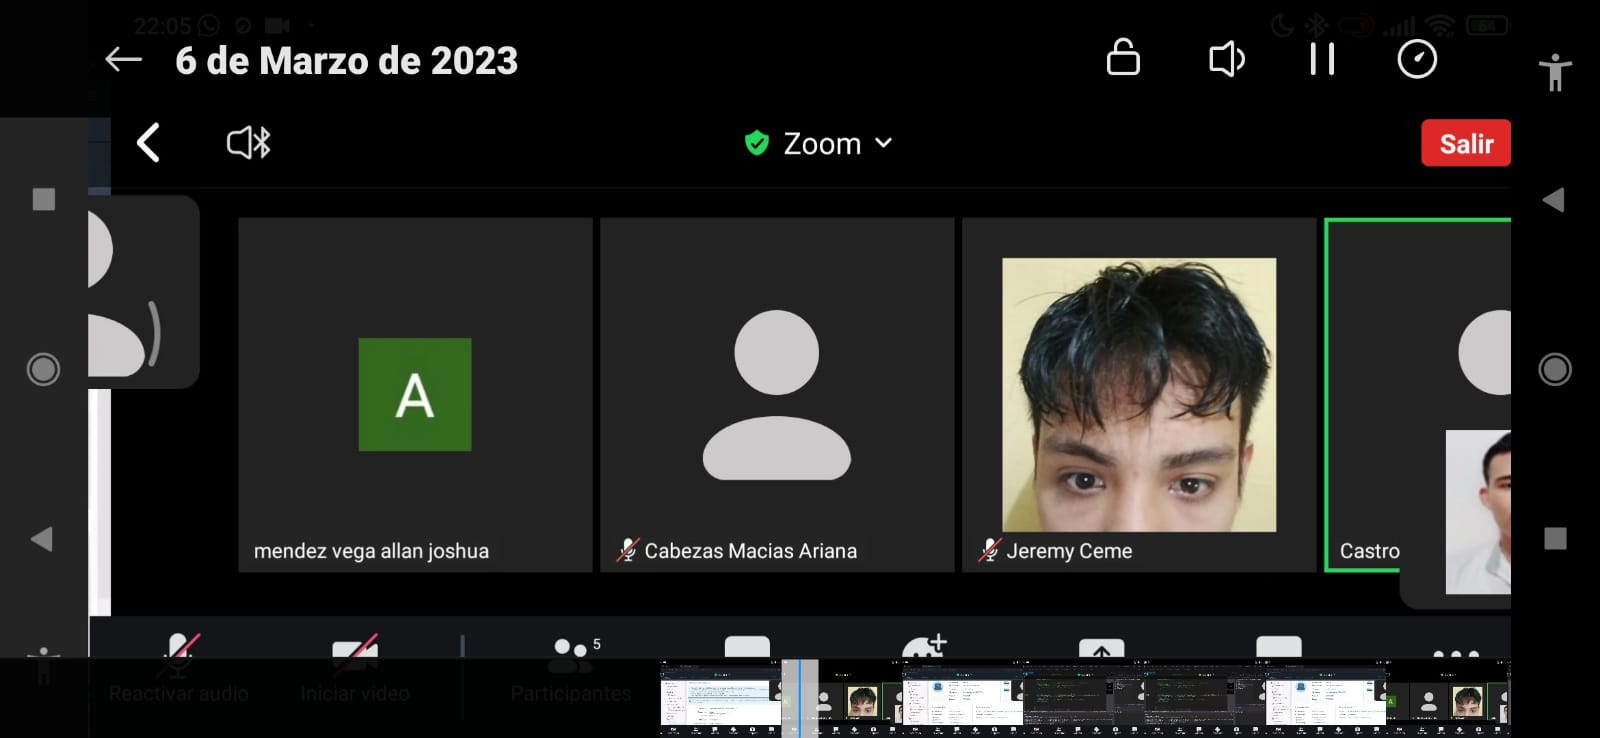 22:05
64
6 de Marzo de 2023
Zoom
Salir
A
mendez vega allan joshua
Cabezas Macias Ariana
Jeremy Ceme
Castro
5
Reactivar audio
Iniciar video
Participantes